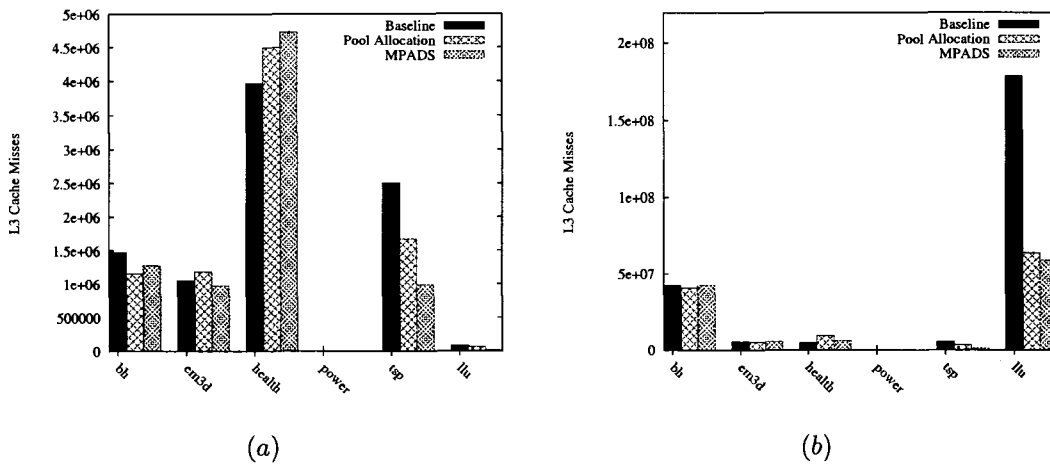 5e+06
4.5e+06
4e+06
3.5e+06
3e+06
2.5e+06
2e+06
1.5e+06
1e+06
500000
0
L3 Cache Misses
Baseline
Pool Allocation
MPADS
bh
em3d
health
power
tsp
llu
(a)
2e+08
1.5e+08
1e+08
5e+07
0
L3 Cache Misses
Baseline
Pool Allocation
MPADS
bh
em3d
health
power
tsp
llu
(b)